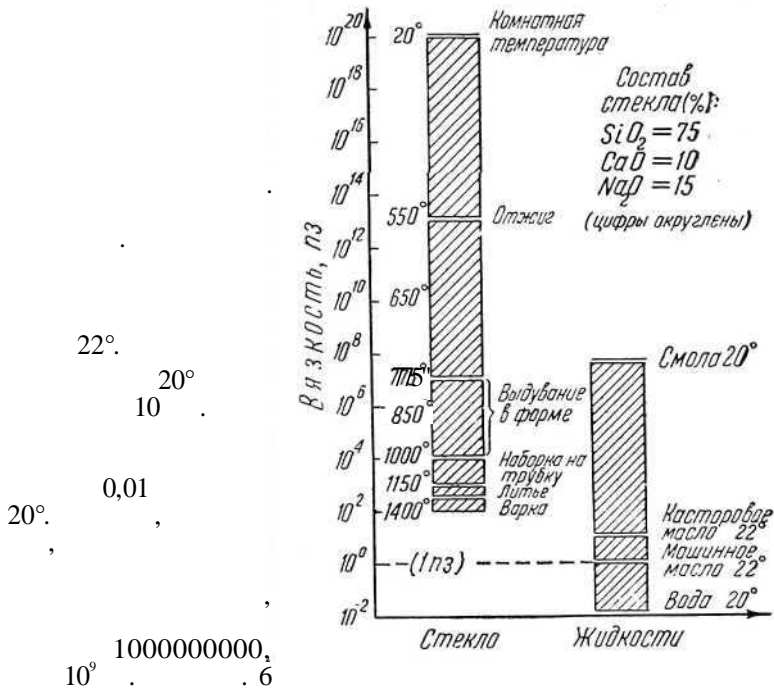 22°.
20°
10 .
0,01
20°. ,
,
,
1000000000,
10⁹ . . 6
Вязкость, пз
10²⁰
10¹⁸
10¹⁶
10¹⁴
10¹²
10¹⁰
10⁸
10⁶
10⁴
10²
10⁰
10⁻²
20°
550°
650°
850°
1000°
1150°
1400°
Комнатная
температура
Отжиг
Выдувание
в форме
Наборка на
трубку
Литье
Варка
Состав
стекла (%):
SiO₂ = 75
CaO = 10
Na₂O = 15
(цифры округлены)
Смола 20°
Касторовое
масло 22°
Машинное
масло 22°
Вода 20°
(1 пз)
Стекло
Жидкости